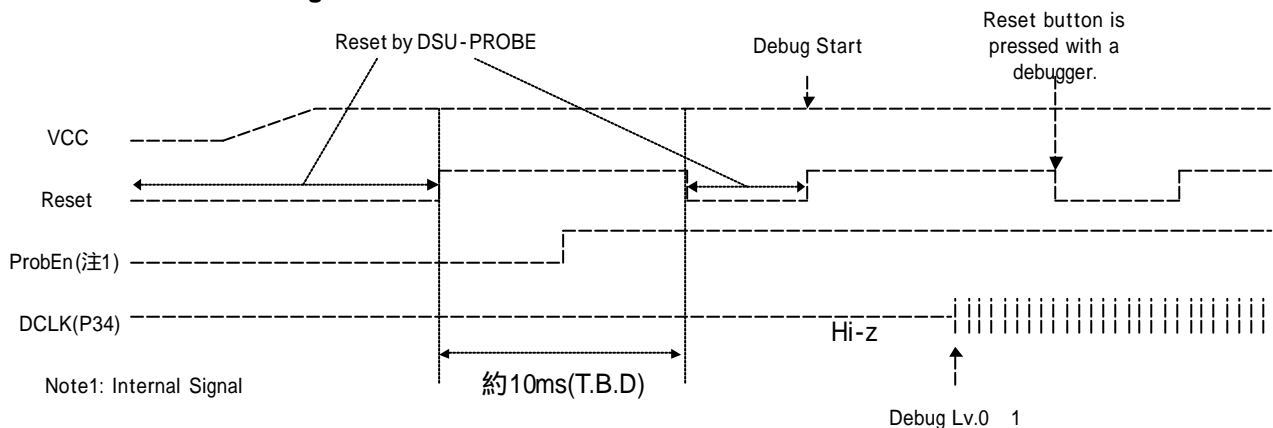 Reset by DSU-PROBE
Debug Start
Reset button is
pressed with a
debugger.
VCC
Reset
ProbEn(注1)
DCLK(P34)
Hi-z
Note1: Internal Signal
約10ms(T.B.D)
Debug Lv.0 1